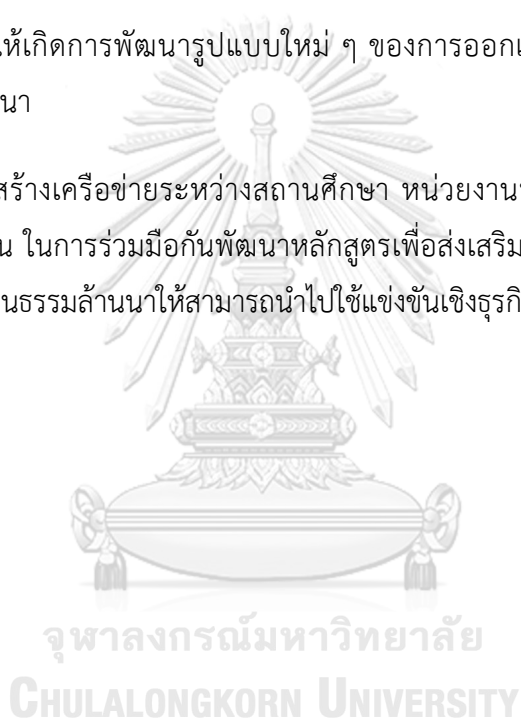 ให้เกิดการพัฒนารูปแบบใหม่ ๆ ของการออก
นา
สร้างเครือข่ายระหว่างสถานศึกษา หน่วยงาน
น ในการร่วมมือกันพัฒนาหลักสูตรเพื่อส่งเสริม
นธรรมล้านนาให้สามารถนำไปใช้แข่งขันเชิงธุรกิ
จุฬาลงกรณ์มหาวิทยาลัย
CHULALONGKORN UNIVERSITY